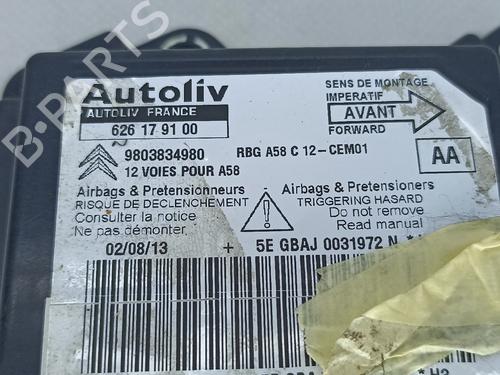 Autoliv
AUTOLIV FRANCE
626 17 91 00
SENS DE MONTAGE
IMPERATIF
AVANT
FORWARD
9803834980
RBG A58 C 12-CEM01
12 VOIES POUR A58
AA
Airbags & Pretensionneurs
RISQUE DE DECLENCHEMENT
Consulter la notice
Ne pas démonter
Airbags & Pretensioners
TRIGGERING HASARD
Do not remove
Read manual
02/08/13 + 5E GBAJ 0031972 N *
B-PARTS